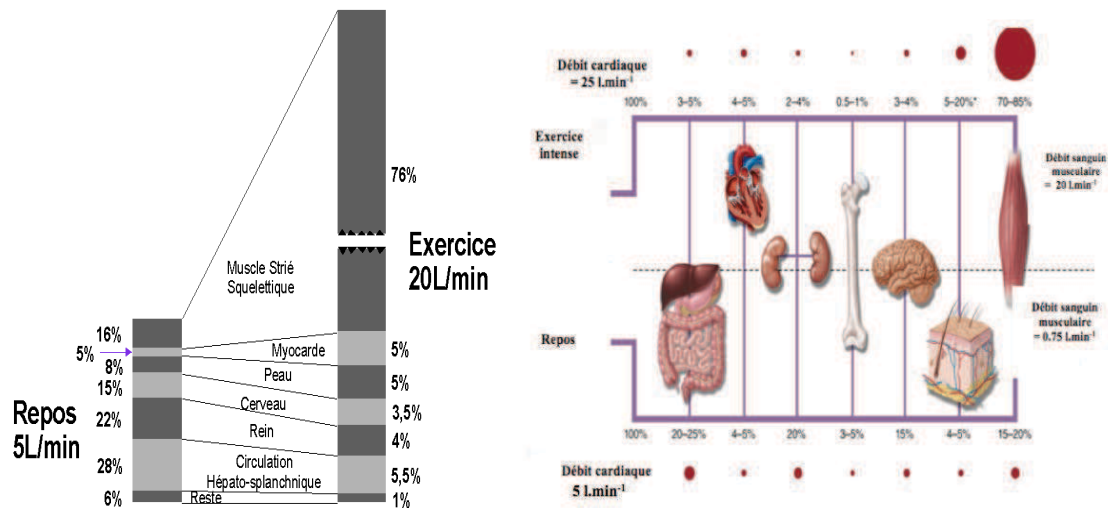 76%
Exercice
20L/min
Muscle Strié
Squelettique
16%
5%
8%
15%
22%
28%
6%
Repos
5L/min
Myocarde
Peau
Cerveau
Rein
Circulation
Hépato-splanchnique
Reste
5%
5%
3,5%
4%
5,5%
1%
Débit cardiaque
= 25 l.min⁻¹
100%
3–5%
4–5%
2–4%
0.5–1%
3–4%
5–20%*
70–85%
Exercice
intense
Débit sanguin
musculaire
= 20 l.min⁻¹
Repos
Débit sanguin
musculaire
= 0.75 l.min⁻¹
100%
20–25%
4–5%
20%
3–5%
15%
4–5%
15–20%
Débit cardiaque
5 l.min⁻¹